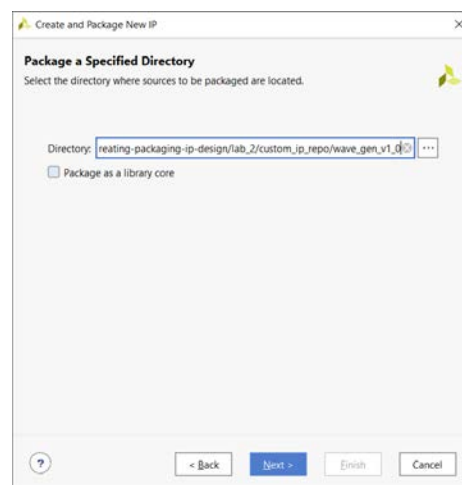 Create and Package New IP
Package a Specified Directory
Select the directory where sources to be packaged are located.
Directory: reating-packaging-ip-design/lab_2/custom_ip_repo/wave_gen_v1_0
Package as a library core
? < Back Next > Finish Cancel